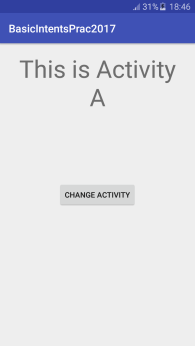 31% 18:46
BasicIntentsPrac2017
This is Activity
A
CHANGE ACTIVITY